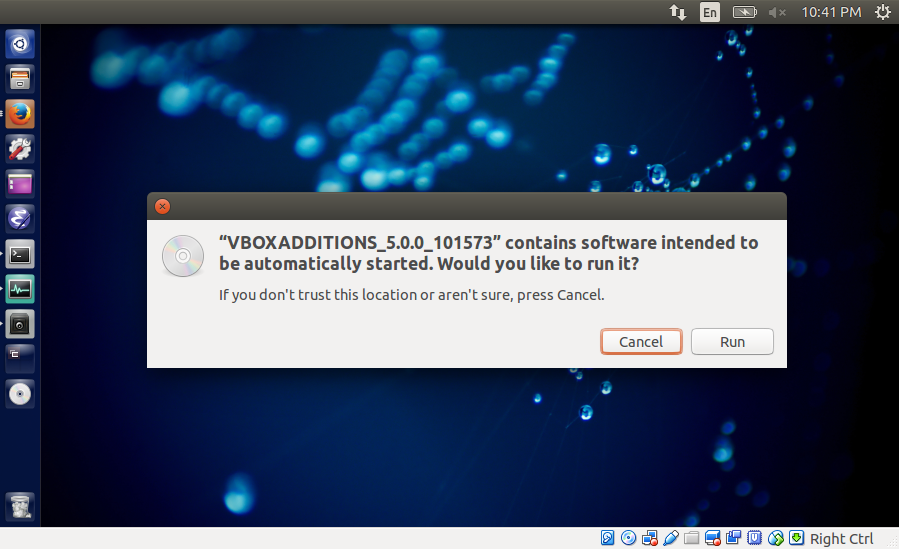 En
10:41 PM
“VBOXADDITIONS_5.0.0_101573” contains software intended to
be automatically started. Would you like to run it?
If you don't trust this location or aren't sure, press Cancel.
Cancel Run
Right Ctrl